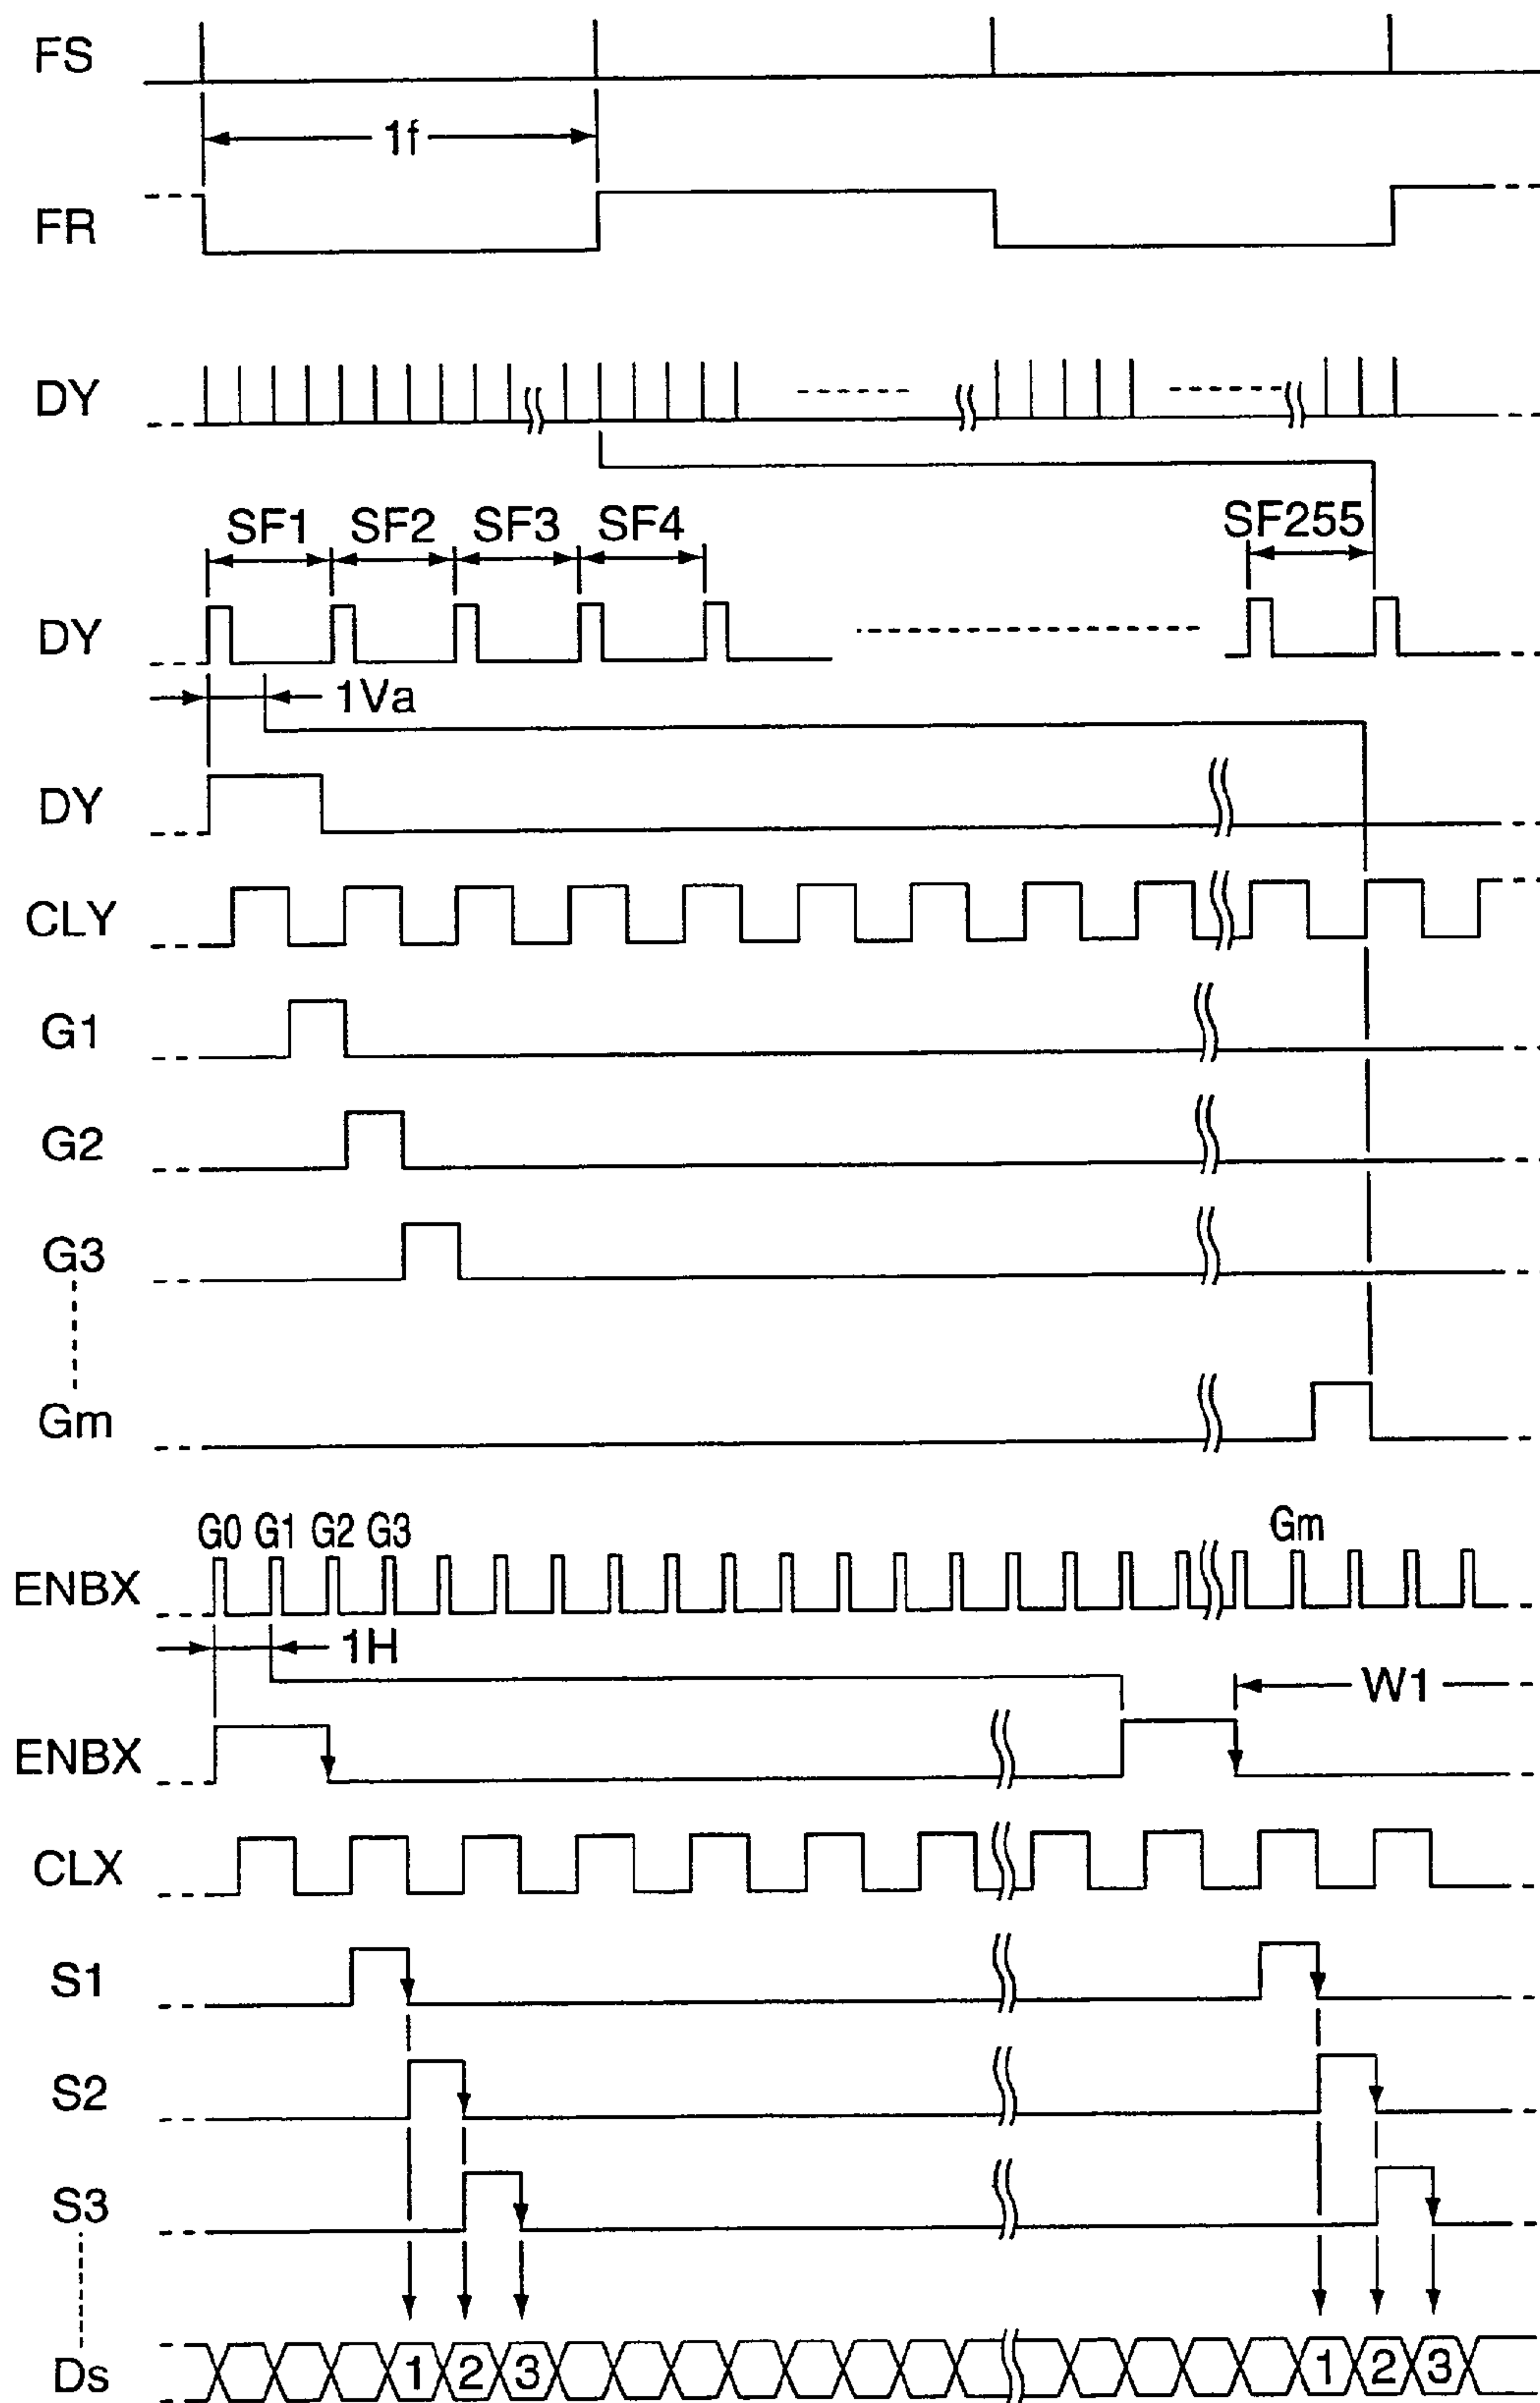 FS
1f
FR
DY
SF1 SF2 SF3 SF4 SF255
DY
1Va
DY
CLY
G1
G2
G3
Gm
G0 G1 G2 G3 Gm
ENBX
1H
W1
ENBX
CLX
S1
S2
S3
Ds 1 2 3 1 2 3